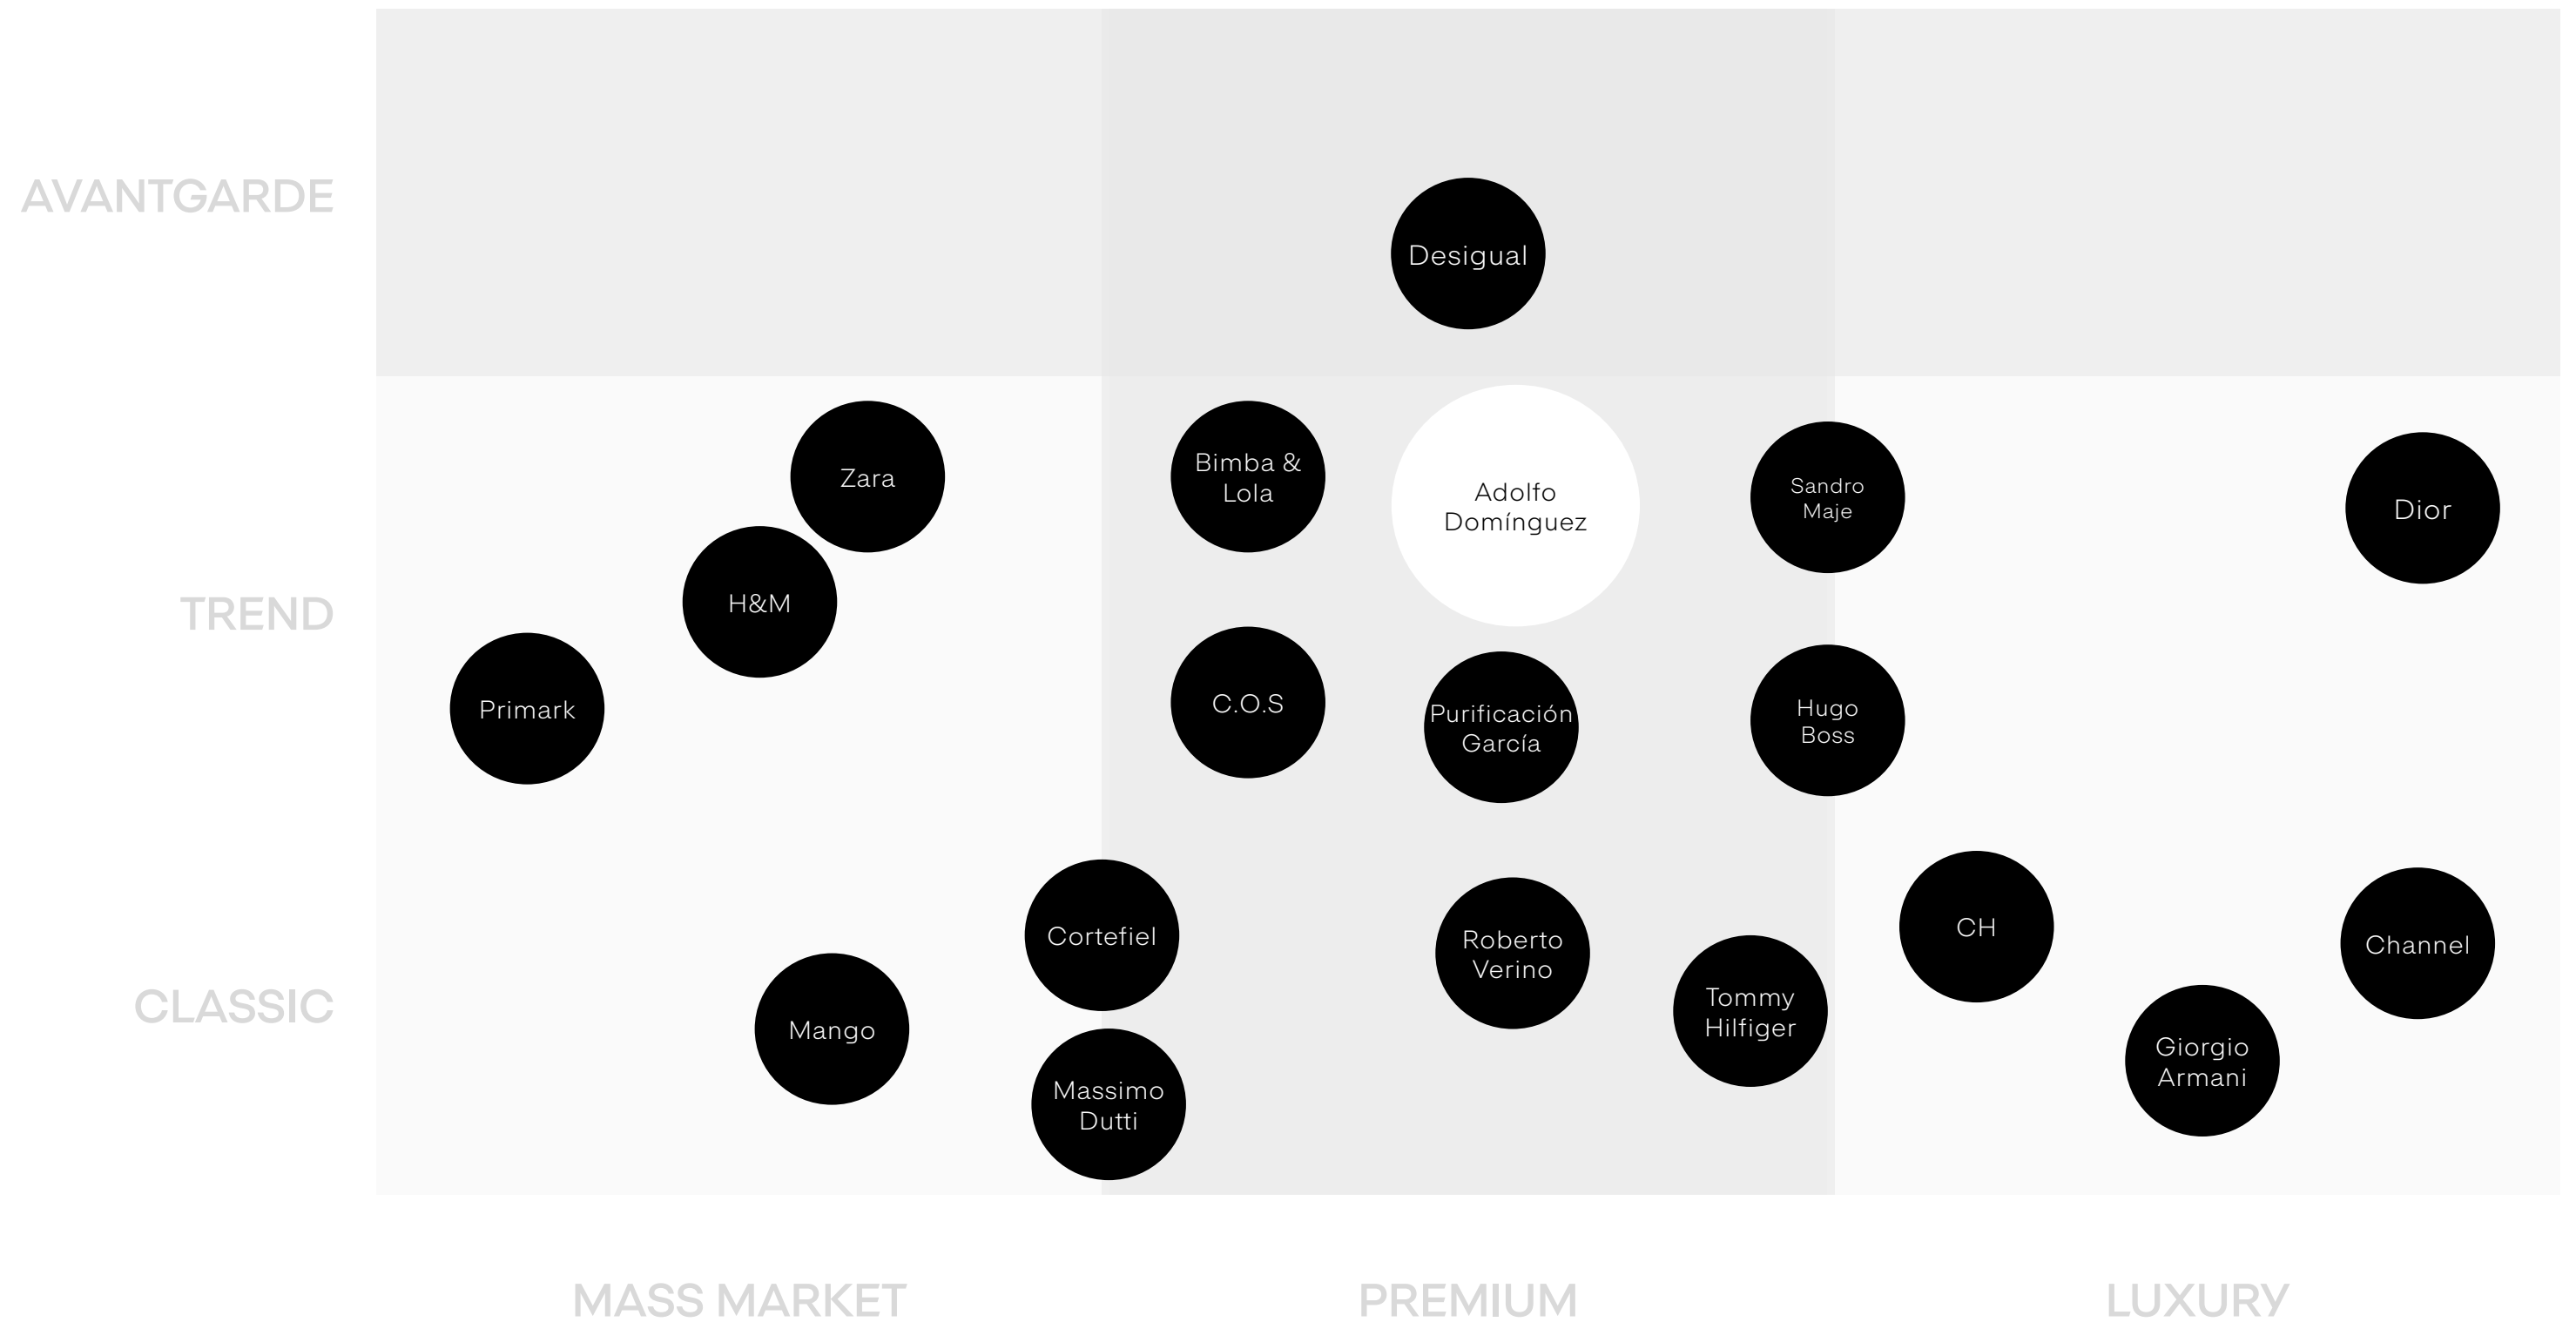 AVANTGARDE
Desigual
Zara
Bimba &
Lola
Adolfo
Domínguez
Sandro
Maje
Dior
TREND
H&M
Primark
C.O.S
Purificación
García
Hugo
Boss
CLASSIC
Cortefiel
Mango
Massimo
Dutti
Roberto
Verino
Tommy
Hilfiger
CH
Giorgio
Armani
Channel
MASS MARKET
PREMIUM
LUXURY